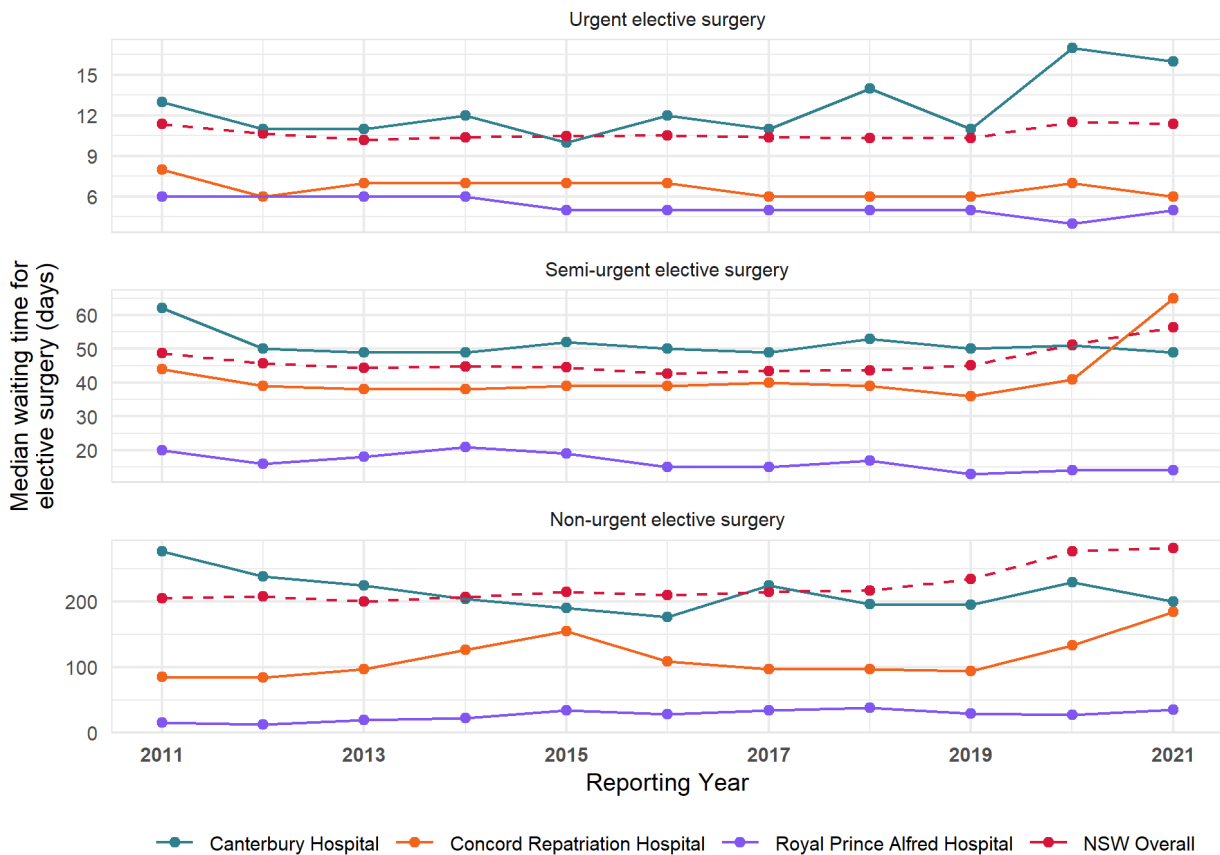 Urgent elective surgery
15
12
9
6
Semi-urgent elective surgery
60
50
40
30
20
Non-urgent elective surgery
200
100
0
Median waiting time for
elective surgery (days)
2011 2013 2015 2017 2019 2021
Reporting Year
Canterbury Hospital Concord Repatriation Hospital Royal Prince Alfred Hospital NSW Overall